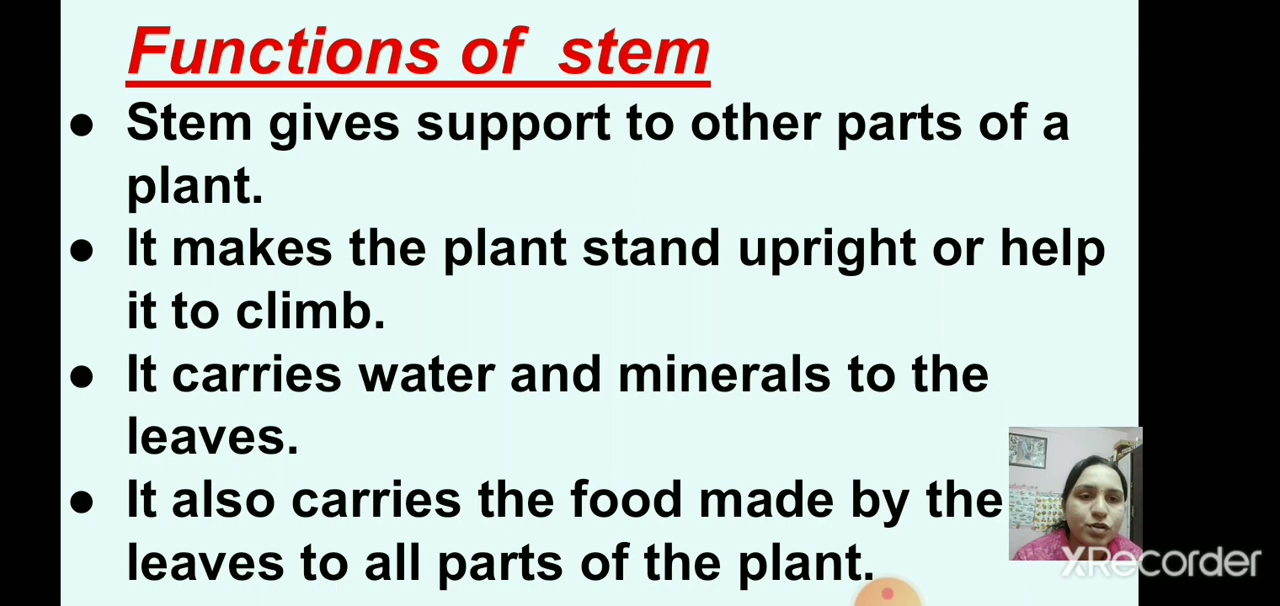 Functions of stem
● Stem gives support to other parts of a
plant.
● It makes the plant stand upright or help
it to climb.
● It carries water and minerals to the
leaves.
● It also carries the food made by the
leaves to all parts of the plant.
XRecorder